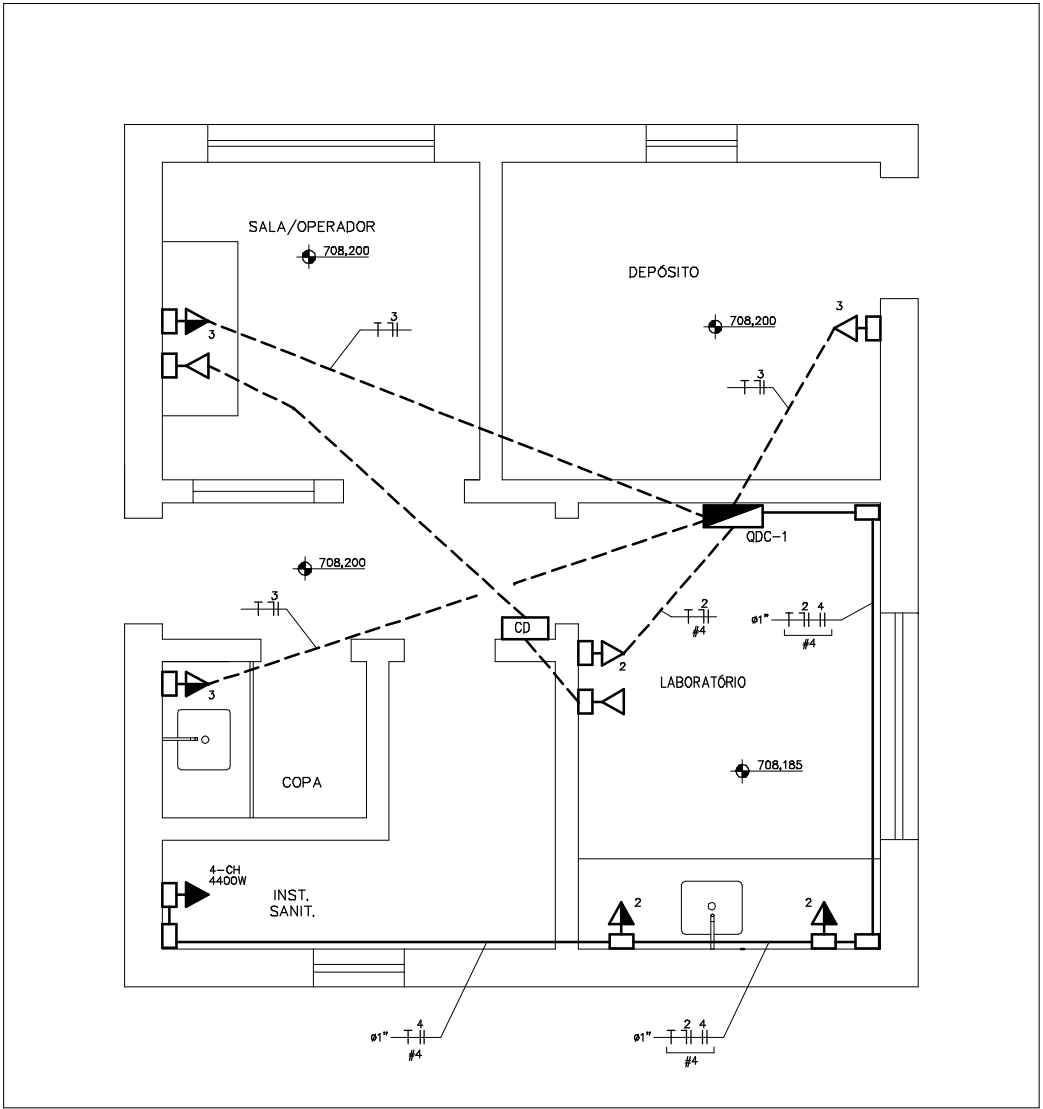 SALA/OPERADOR
708,200
DEPÓSITO
3
708,200
3
3
3
708,200
QDC-1
3
CD
2
#4
ø1" 2 4
#4
2
LABORATÓRIO
3
708,185
COPA
4-CH
4400W
INST.
SANIT.
2
2
ø1" 4
#4
ø1" 2 4
#4